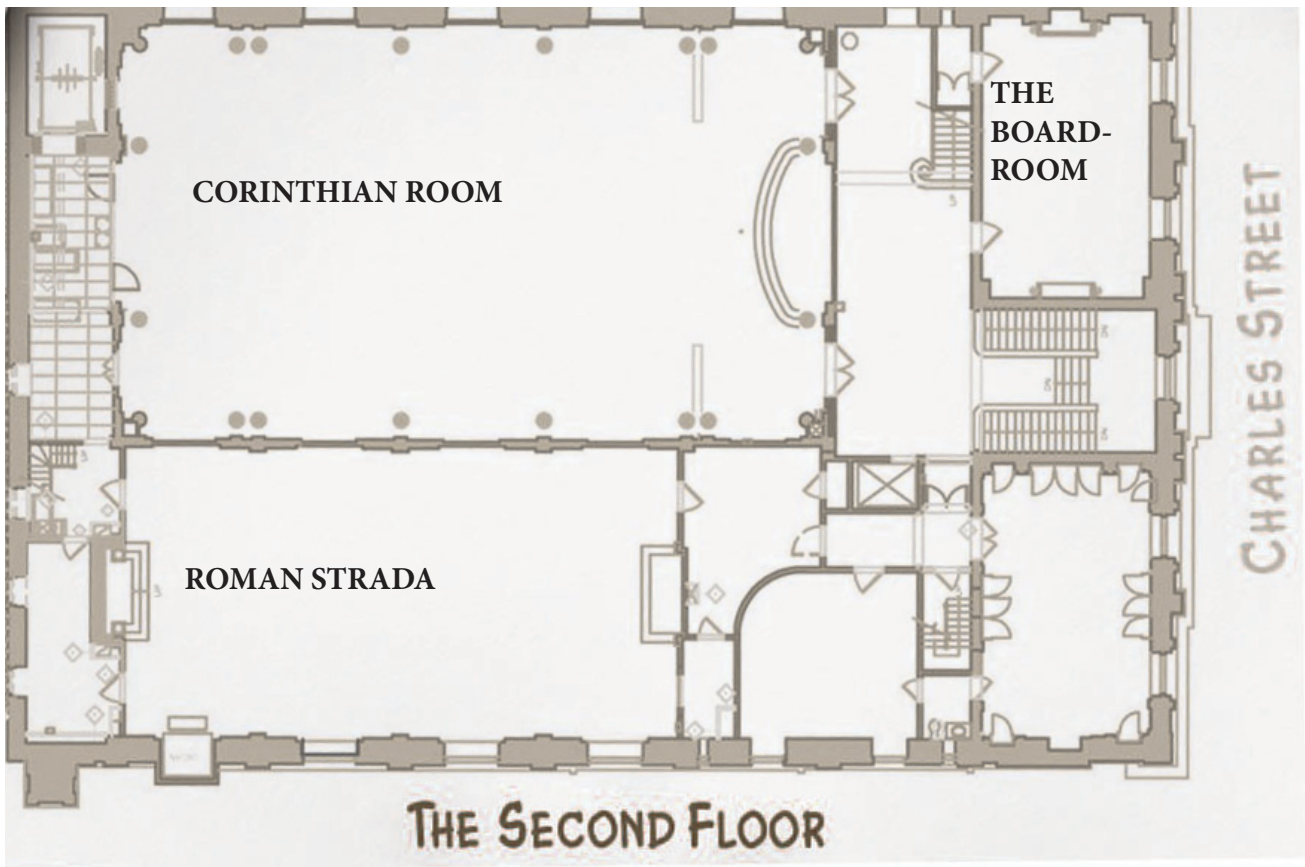 CORINTHIAN ROOM
THE
BOARD-
ROOM
CHARLES STREET
ROMAN STRADA
THE SECOND FLOOR